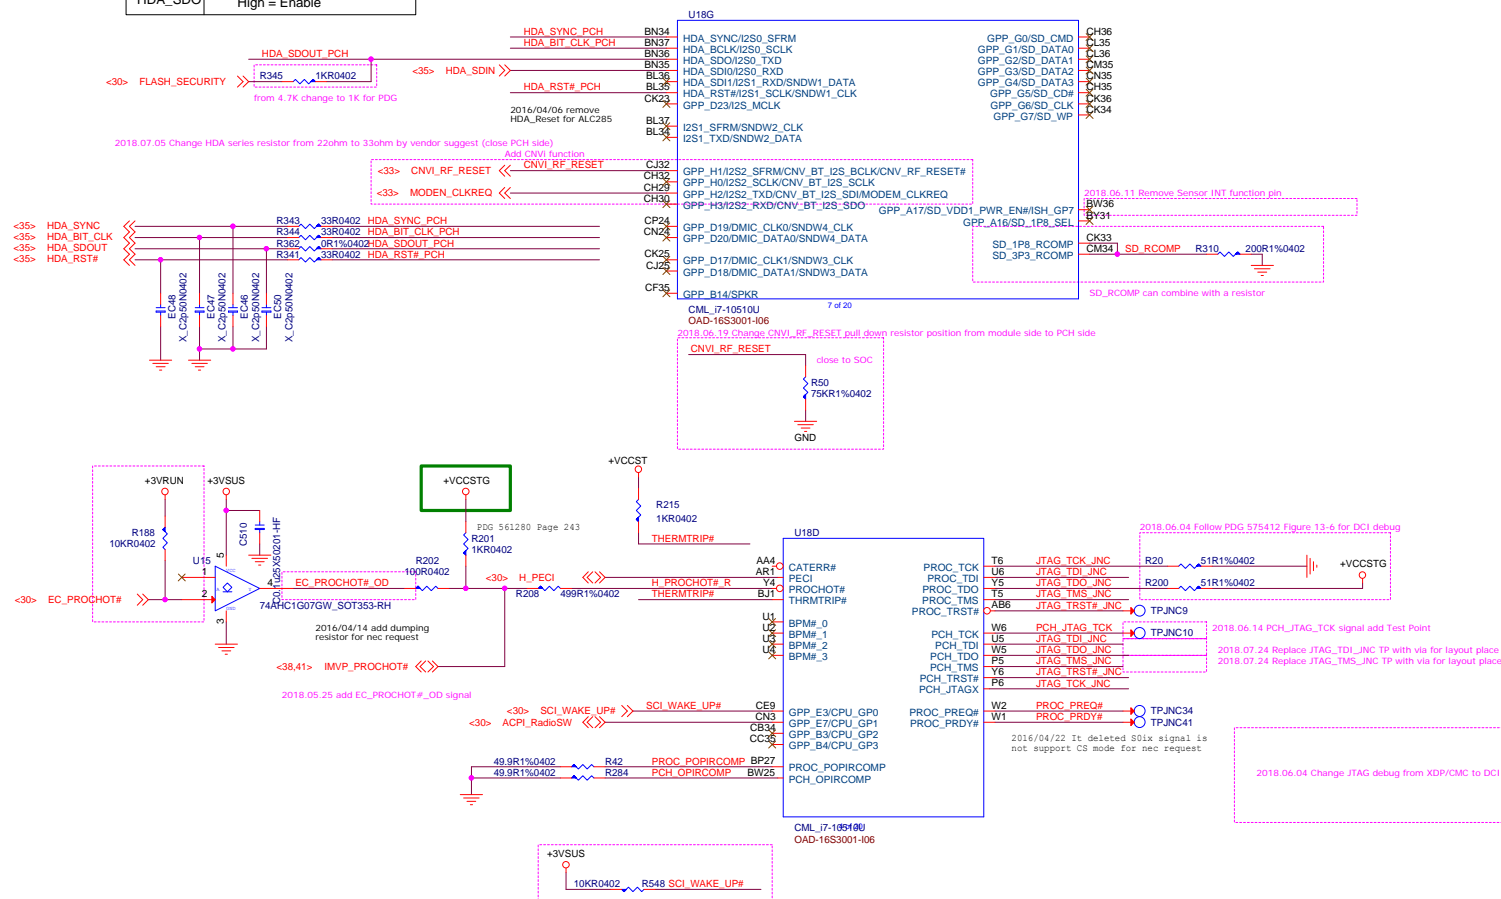 HDA_SDO
High = Enable
U18G
HDA_SYNC_PCH BN34 HDA_SYNC/I2S0_SFRM GPP_G0/SD_CMD CH36
HDA_BIT_CLK_PCH BN37 HDA_BCLK/I2S0_SCLK GPP_G1/SD_DATA0 CL35
HDA_SDOUT_PCH BN36 HDA_SDO/I2S0_TXD GPP_G2/SD_DATA1 CL36
<35> HDA_SDIN BN35 HDA_SDI0/I2S0_RXD GPP_G3/SD_DATA2 CM35
<30> FLASH_SECURITY R345 1KR0402 BL36 HDA_SDI1/I2S1_RXD/SNDW1_DATA GPP_G4/SD_DATA3 CN35
HDA_RST#_PCH BL35 HDA_RST#/I2S1_SCLK/SNDW1_CLK GPP_G5/SD_CD# CH35
from 4.7K change to 1K for PDG
CK23 GPP_D23/I2S_MCLK GPP_G6/SD_CLK CK36
GPP_G7/SD_WP CK34
2016/04/06 remove
HDA_Reset for ALC285
BL37 I2S1_SFRM/SNDW2_CLK
BL34 I2S1_TXD/SNDW2_DATA
2018.07.05 Change HDA series resistor from 22ohm to 33ohm by vendor suggest (close PCH side)
Add CNVi function
<33> CNVI_RF_RESET CNVI_RF_RESET CJ32 GPP_H1/I2S2_SFRM/CNV_BT_I2S_BCLK/CNV_RF_RESET#
CH32 GPP_H0/I2S2_SCLK/CNV_BT_I2S_SCLK
<33> MODEN_CLKREQ CH29 GPP_H2/I2S2_TXD/CNV_BT_I2S_SDI/MODEM_CLKREQ
CH30 GPP_H3/I2S2_RXD/CNV_BT_I2S_SDO
2018.06.11 Remove Sensor INT function pin
GPP_A17/SD_VDD1_PWR_EN#/ISH_GP7 BW36
GPP_A16/SD_1P8_SEL BY31
<35> HDA_SYNC R343 33R0402 HDA_SYNC_PCH CP24 GPP_D19/DMIC_CLK0/SNDW4_CLK
<35> HDA_BIT_CLK R344 33R0402 HDA_BIT_CLK_PCH CN24 GPP_D20/DMIC_DATA0/SNDW4_DATA
<35> HDA_SDOUT R362 0R1%0402 HDA_SDOUT_PCH SD_1P8_RCOMP CK33
<35> HDA_RST# R341 33R0402 HDA_RST#_PCH CK25 GPP_D17/DMIC_CLK1/SNDW3_CLK SD_3P3_RCOMP CM34 SD_RCOMP R310 200R1%0402
CJ25 GPP_D18/DMIC_DATA1/SNDW3_DATA
CF35 GPP_B14/SPKR
SD_RCOMP can combine with a resistor
EC48 X_C2p50N0402
EC47 X_C2p50N0402
EC46 X_C2p50N0402
EC50 X_C2p50N0402
7 of 20
CML_i7-10510U
OAD-16S3001-I06
2018.06.19 Change CNVI_RF_RESET pull down resistor position from module side to PCH side
CNVI_RF_RESET
close to SOC
R50
75KR1%0402
GND
+3VRUN +3VSUS +VCCSTG +VCCST
R188
10KR0402
C510
C0.1u25X50201-HF
PDG 561280 Page 243
R201
1KR0402
R215
1KR0402
THERMTRIP#
U15
5
1
2
4
3
<30> EC_PROCHOT#
EC_PROCHOT#_OD
R202
100R0402
74AHC1G07GW_SOT353-RH
2016/04/14 add dumping
resistor for nec request
<38,41> IMVP_PROCHOT#
2018.05.25 add EC_PROCHOT#_OD signal
<30> H_PECI
R208 499R1%0402 H_PROCHOT#_R
THERMTRIP#
U18D
AA4 CATERR#
AR1 PECI
Y4 PROCHOT#
BJ1 THRMTRIP#
U1 BPM#_0
U2 BPM#_1
U3 BPM#_2
U4 BPM#_3
2018.06.04 Follow PDG 575412 Figure 13-6 for DCI debug
PROC_TCK T6 JTAG_TCK_JNC R20 51R1%0402
PROC_TDI U6 JTAG_TDI_JNC +VCCSTG
PROC_TDO Y5 JTAG_TDO_JNC R200 51R1%0402
PROC_TMS T5 JTAG_TMS_JNC
PROC_TRST# AB6 JTAG_TRST#_JNC TPJNC9
PCH_TCK W6 PCH_JTAG_TCK TPJNC10
2018.06.14 PCH_JTAG_TCK signal add Test Point
PCH_TDI U5 JTAG_TDI_JNC
PCH_TDO W5 JTAG_TDO_JNC
2018.07.24 Replace JTAG_TDI_JNC TP with via for layout place
PCH_TMS P5 JTAG_TMS_JNC
2018.07.24 Replace JTAG_TMS_JNC TP with via for layout place
PCH_TRST# Y6 JTAG_TRST#_JNC
PCH_JTAGX P6 JTAG_TCK_JNC
<30> SCI_WAKE_UP# SCI_WAKE_UP# CE9 GPP_E3/CPU_GP0 PROC_PREQ# W2 PROC_PREQ# TPJNC34
<30> ACPI_RadioSW CN3 GPP_E7/CPU_GP1 PROC_PRDY# W1 PROC_PRDY# TPJNC41
CB34 GPP_B3/CPU_GP2
CC35 GPP_B4/CPU_GP3
2016/04/22 It deleted S0ix signal is
not support CS mode for nec request
49.9R1%0402 R42 PROC_POPIRCOMP BP27 PROC_POPIRCOMP
49.9R1%0402 R284 PCH_OPIRCOMP BW25 PCH_OPIRCOMP
2018.06.04 Change JTAG debug from XDP/CMC to DCI
CML_i7-10510U
OAD-16S3001-I06
+3VSUS
10KR0402 R548 SCI_WAKE_UP#